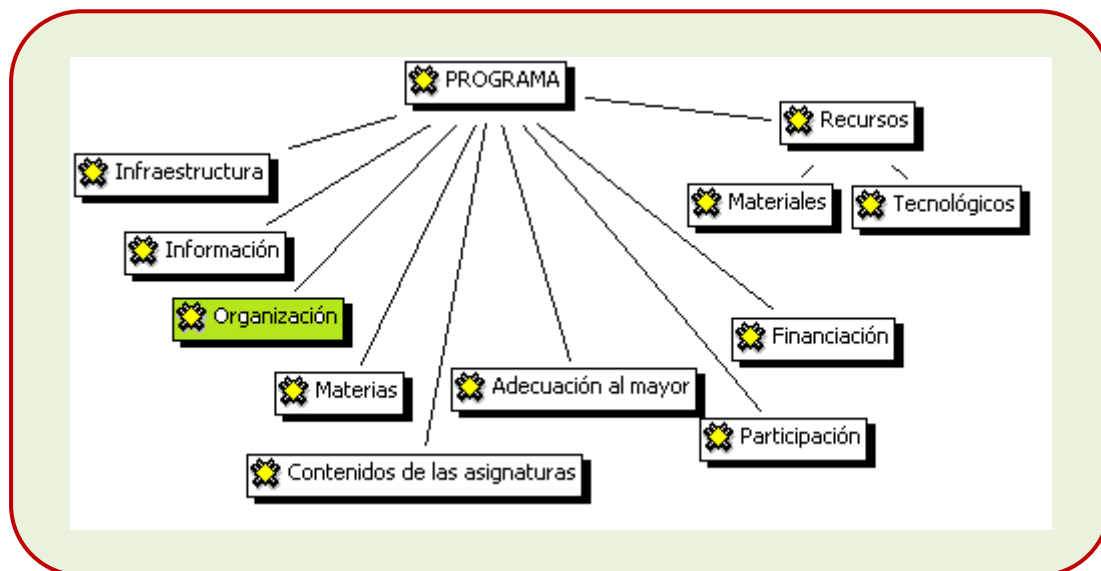 PROGRAMA
Recursos
Infraestructura
Materiales
Tecnológicos
Información
Organización
Financiación
Materias
Adecuación al mayor
Participación
Contenidos de las asignaturas